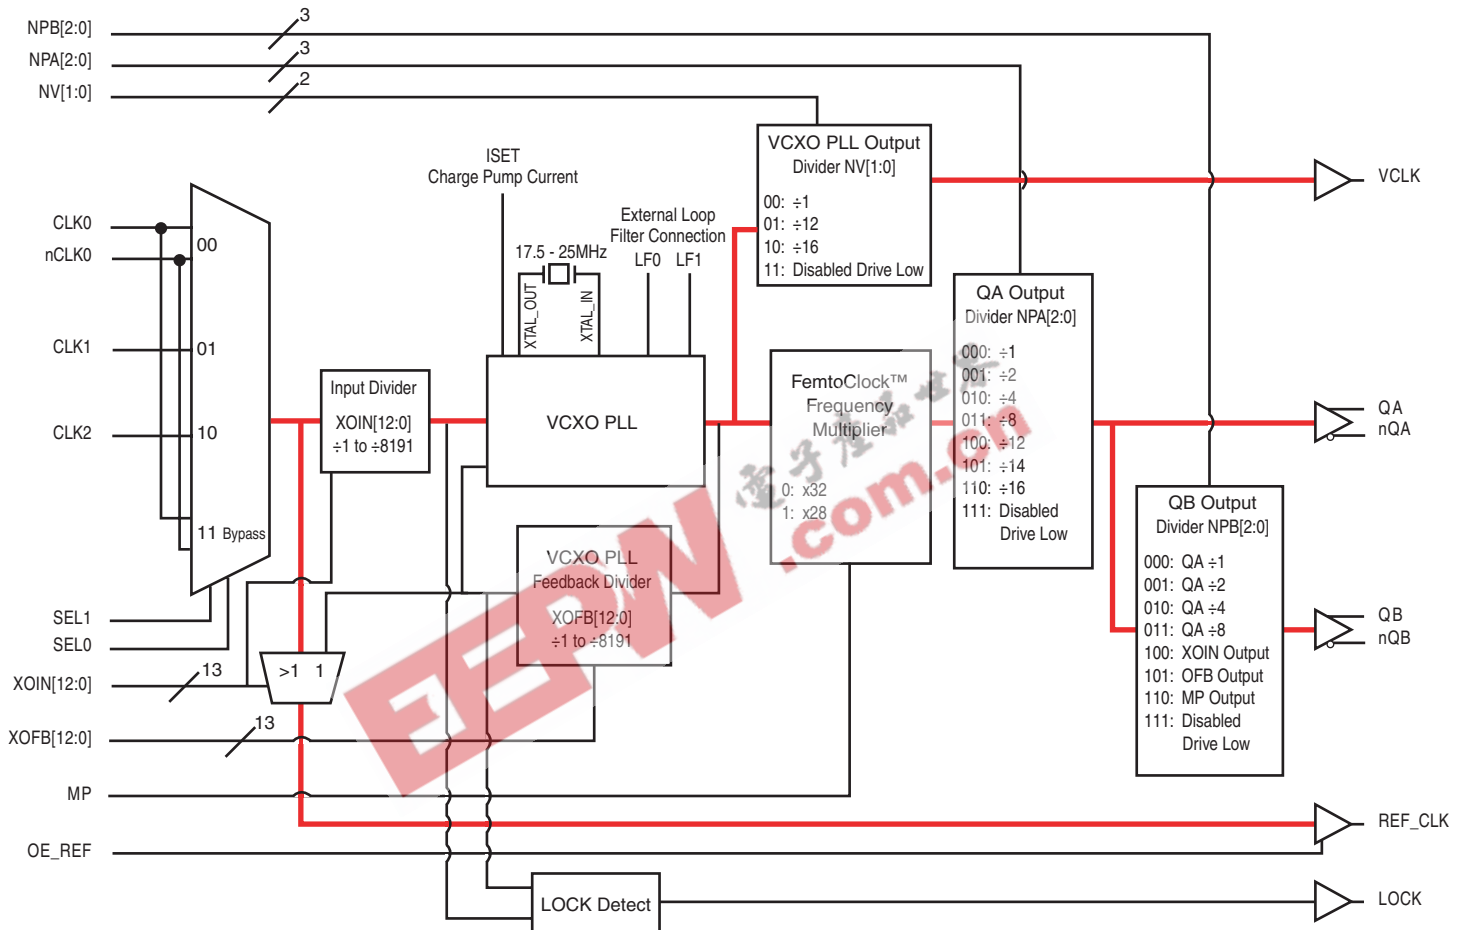 NPB[2:0]
3
NPA[2:0]
3
NV[1:0]
2
VCXO PLL Output
Divider NV[1:0]
00: ÷1
01: ÷12
10: ÷16
11: Disabled Drive Low
VCLK
ISET
Charge Pump Current
17.5 - 25MHz
XTAL_OUT
XTAL_IN
External Loop
Filter Connection
LF0 LF1
CLK0
nCLK0
CLK1
CLK2
00
01
10
11 Bypass
SEL1
SEL0
Input Divider
XOIN[12:0]
÷1 to ÷8191
VCXO PLL
VCXO PLL
Feedback Divider
XOFB[12:0]
÷1 to ÷8191
FemtoClock™
Frequency
Multiplier
0: x32
1: x28
QA Output
Divider NPA[2:0]
000: ÷1
001: ÷2
010: ÷4
011: ÷8
100: ÷12
101: ÷14
110: ÷16
111: Disabled
Drive Low
QA
nQA
QB Output
Divider NPB[2:0]
000: QA ÷1
001: QA ÷2
010: QA ÷4
011: QA ÷8
100: XOIN Output
101: OFB Output
110: MP Output
111: Disabled
Drive Low
QB
nQB
>1 1
XOIN[12:0]
13
XOFB[12:0]
13
MP
OE_REF
REF_CLK
LOCK Detect
LOCK
EEPW
.com.cn
電子產品世界